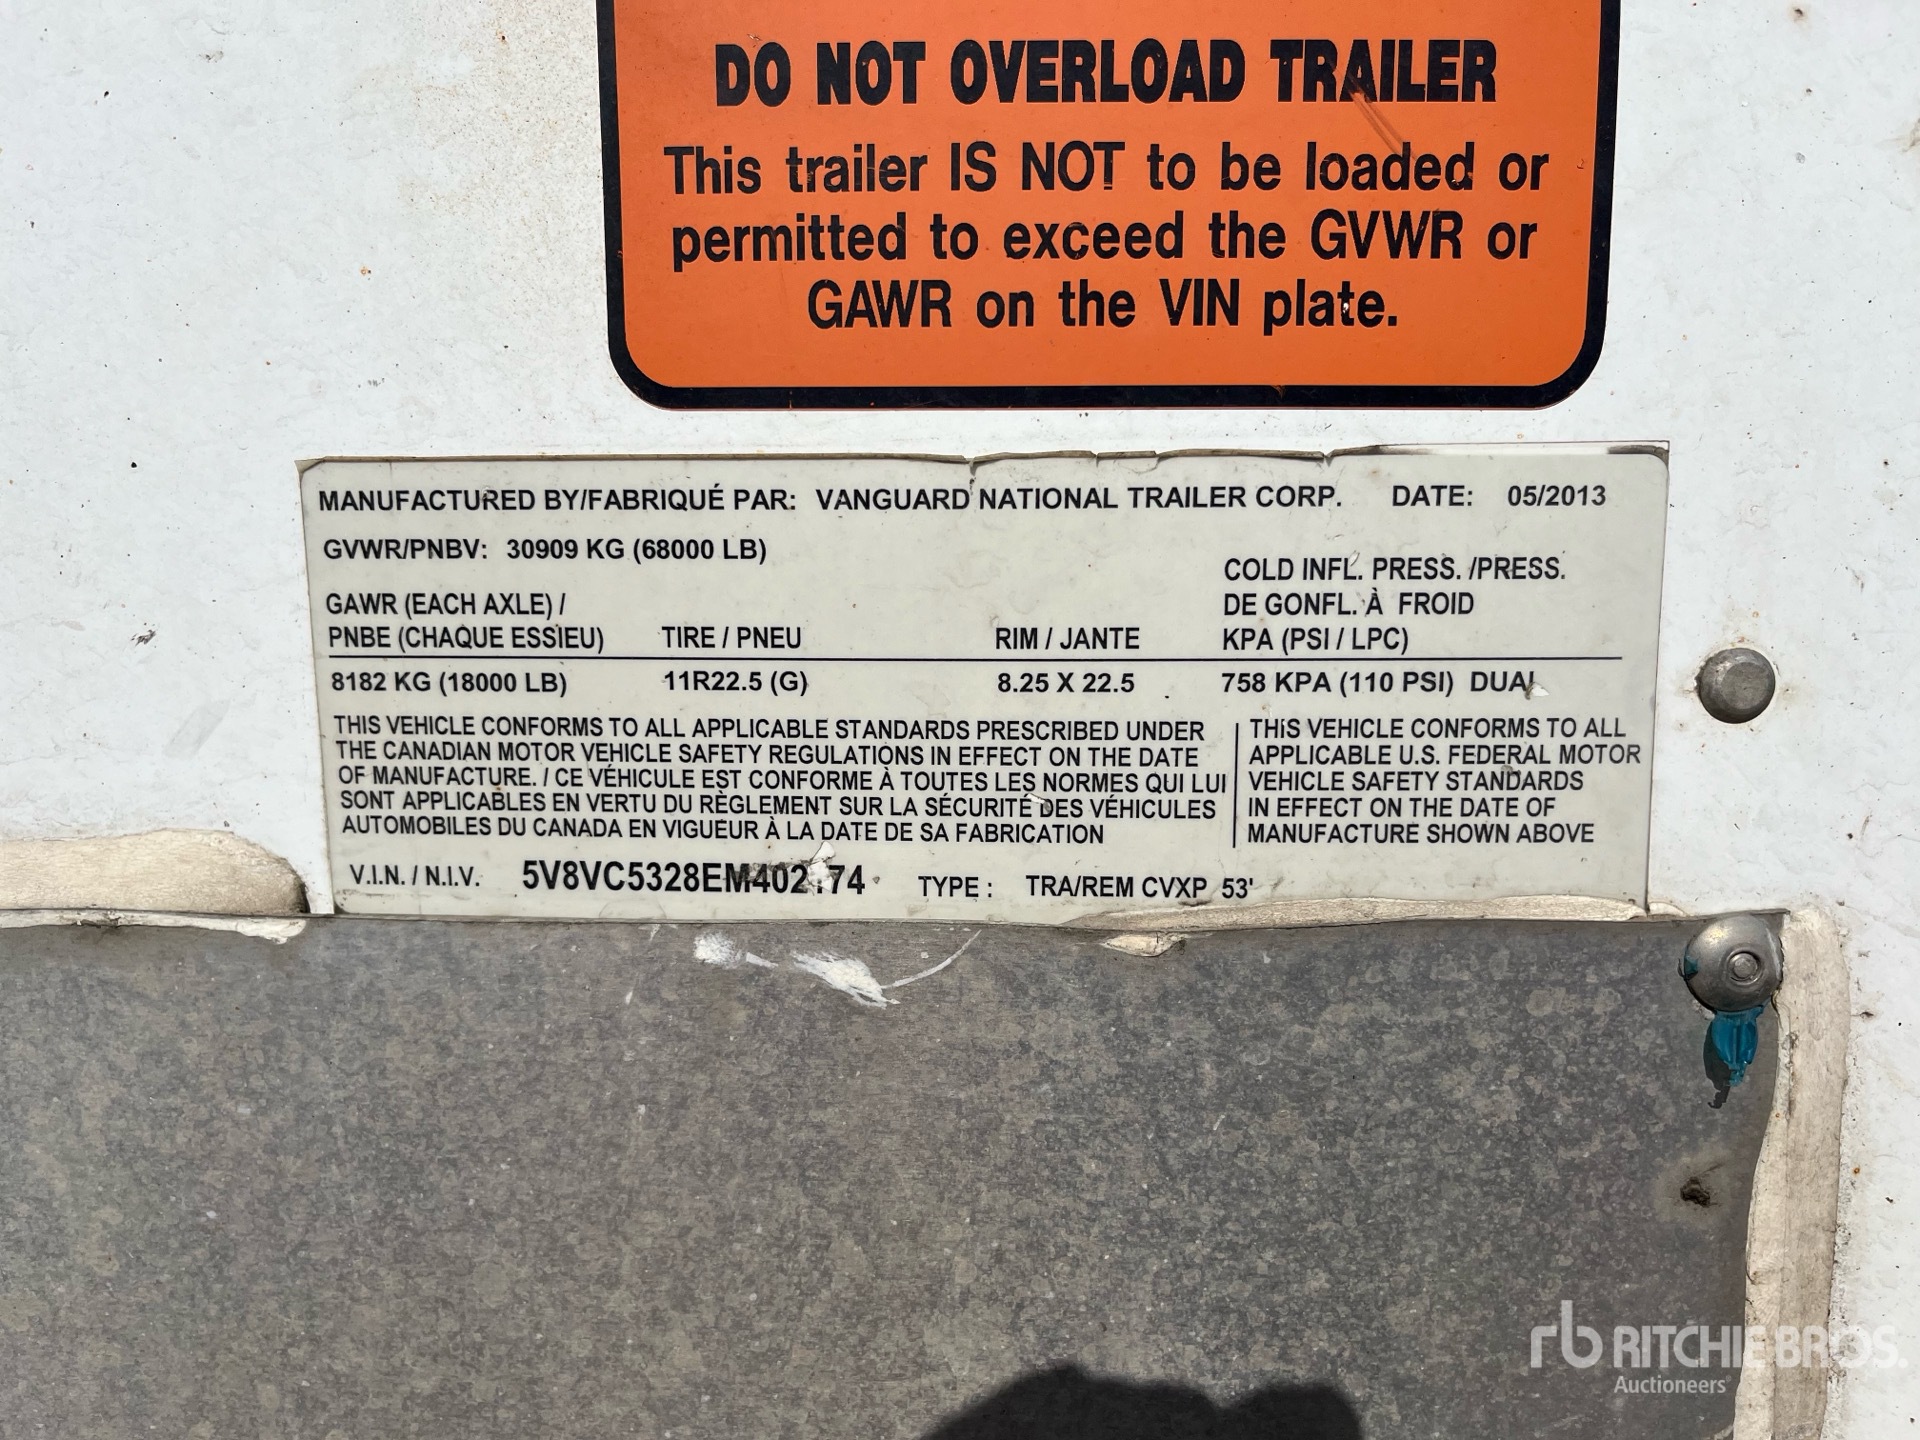 DO NOT OVERLOAD TRAILER
This trailer IS NOT to be loaded or
permitted to exceed the GVWR or
GAWR on the VIN plate.
MANUFACTURED BY/FABRIQUÉ PAR: VANGUARD NATIONAL TRAILER CORP. DATE: 05/2013
GVWR/PNBV: 30909 KG (68000 LB)
COLD INFL. PRESS. /PRESS.
GAWR (EACH AXLE) / DE GONFL. À FROID
PNBE (CHAQUE ESSIEU) TIRE / PNEU RIM / JANTE KPA (PSI / LPC)
8182 KG (18000 LB) 11R22.5 (G) 8.25 X 22.5 758 KPA (110 PSI) DUAL
THIS VEHICLE CONFORMS TO ALL APPLICABLE STANDARDS PRESCRIBED UNDER
THE CANADIAN MOTOR VEHICLE SAFETY REGULATIONS IN EFFECT ON THE DATE
OF MANUFACTURE. / CE VÉHICULE EST CONFORME À TOUTES LES NORMES QUI LUI
SONT APPLICABLES EN VERTU DU RÈGLEMENT SUR LA SÉCURITÉ DES VÉHICULES
AUTOMOBILES DU CANADA EN VIGUEUR À LA DATE DE SA FABRICATION
THIS VEHICLE CONFORMS TO ALL
APPLICABLE U.S. FEDERAL MOTOR
VEHICLE SAFETY STANDARDS
IN EFFECT ON THE DATE OF
MANUFACTURE SHOWN ABOVE
V.I.N. / N.I.V. TYPE : TRA/REM CVXP 53'
rb RITCHIE BROS.
Auctioneers